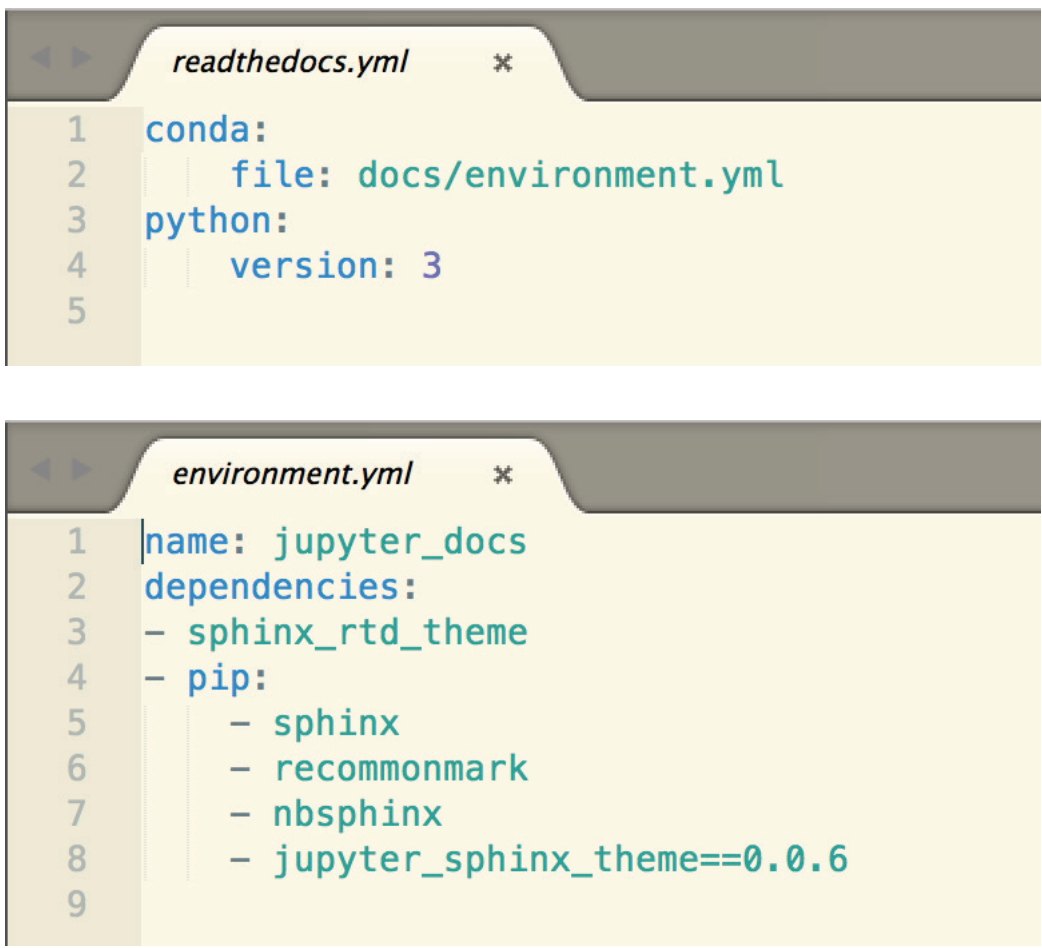 readthedocs.yml ×
1 conda:
2     file: docs/environment.yml
3 python:
4     version: 3
5
environment.yml ×
1 name: jupyter_docs
2 dependencies:
3 - sphinx_rtd_theme
4 - pip:
5     - sphinx
6     - recommonmark
7     - nbsphinx
8     - jupyter_sphinx_theme==0.0.6
9